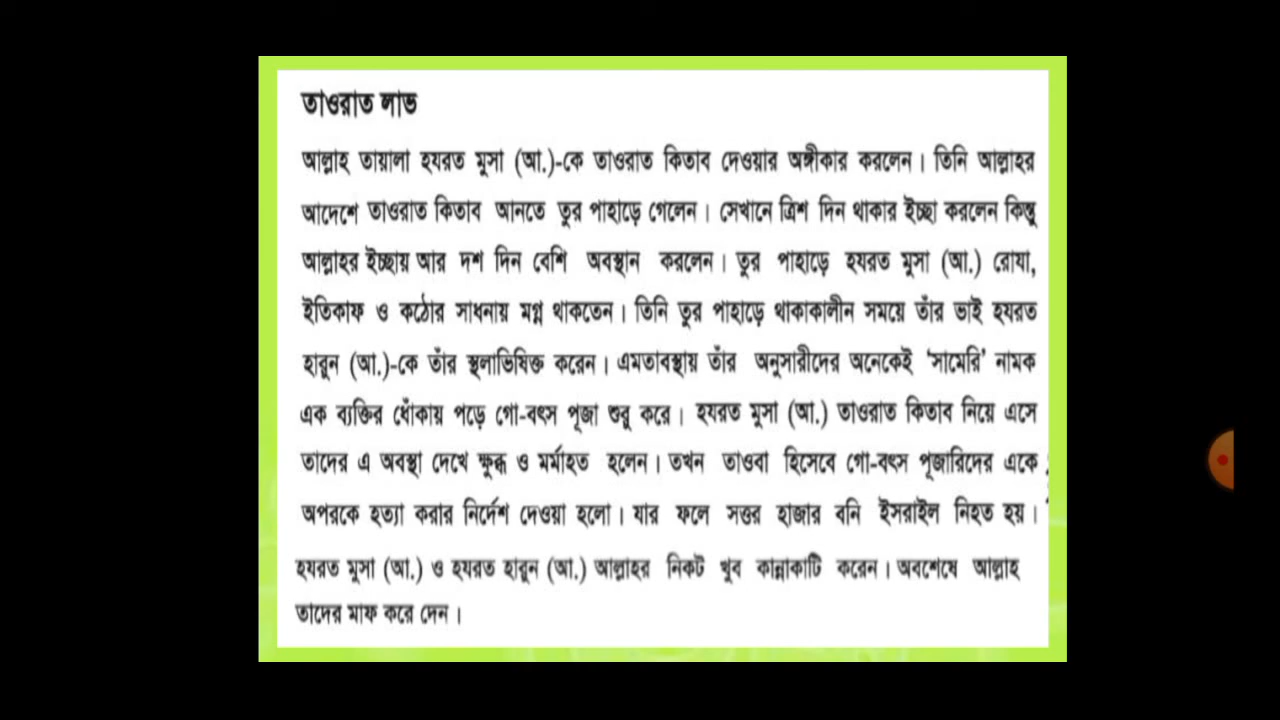 তাওরাত লাভ
আল্লাহ তায়ালা হযরত মুসা (আ.)-কে তাওরাত কিতাব দেওয়ার অঙ্গীকার করলেন। তিনি আল্লাহর
আদেশে তাওরাত কিতাব আনতে তুর পাহাড়ে গেলেন। সেখানে ত্রিশ দিন থাকার ইচ্ছা করলেন কিন্তু
আল্লাহর ইচ্ছায় আর দশ দিন বেশি অবস্থান করলেন। তুর পাহাড়ে হযরত মুসা (আ.) রোযা,
ইতিকাফ ও কঠোর সাধনায় মগ্ন থাকতেন। তিনি তুর পাহাড়ে থাকাকালীন সময়ে তাঁর ভাই হযরত
হারুন (আ.)-কে তাঁর স্থলাভিষিক্ত করেন। এমতাবস্থায় তাঁর অনুসারীদের অনেকেই ‘সামেরি’ নামক
এক ব্যক্তির ধোঁকায় পড়ে গো-বৎস পূজা শুরু করে। হযরত মুসা (আ.) তাওরাত কিতাব নিয়ে এসে
তাদের এ অবস্থা দেখে ক্ষুব্ধ ও মর্মাহত হলেন। তখন তাওবা হিসেবে গো-বৎস পূজারিদের একে
অপরকে হত্যা করার নির্দেশ দেওয়া হলো। যার ফলে সত্তর হাজার বনি ইসরাইল নিহত হয়।
হযরত মুসা (আ.) ও হযরত হারুন (আ.) আল্লাহর নিকট খুব কান্নাকাটি করেন। অবশেষে আল্লাহ
তাদের মাফ করে দেন।